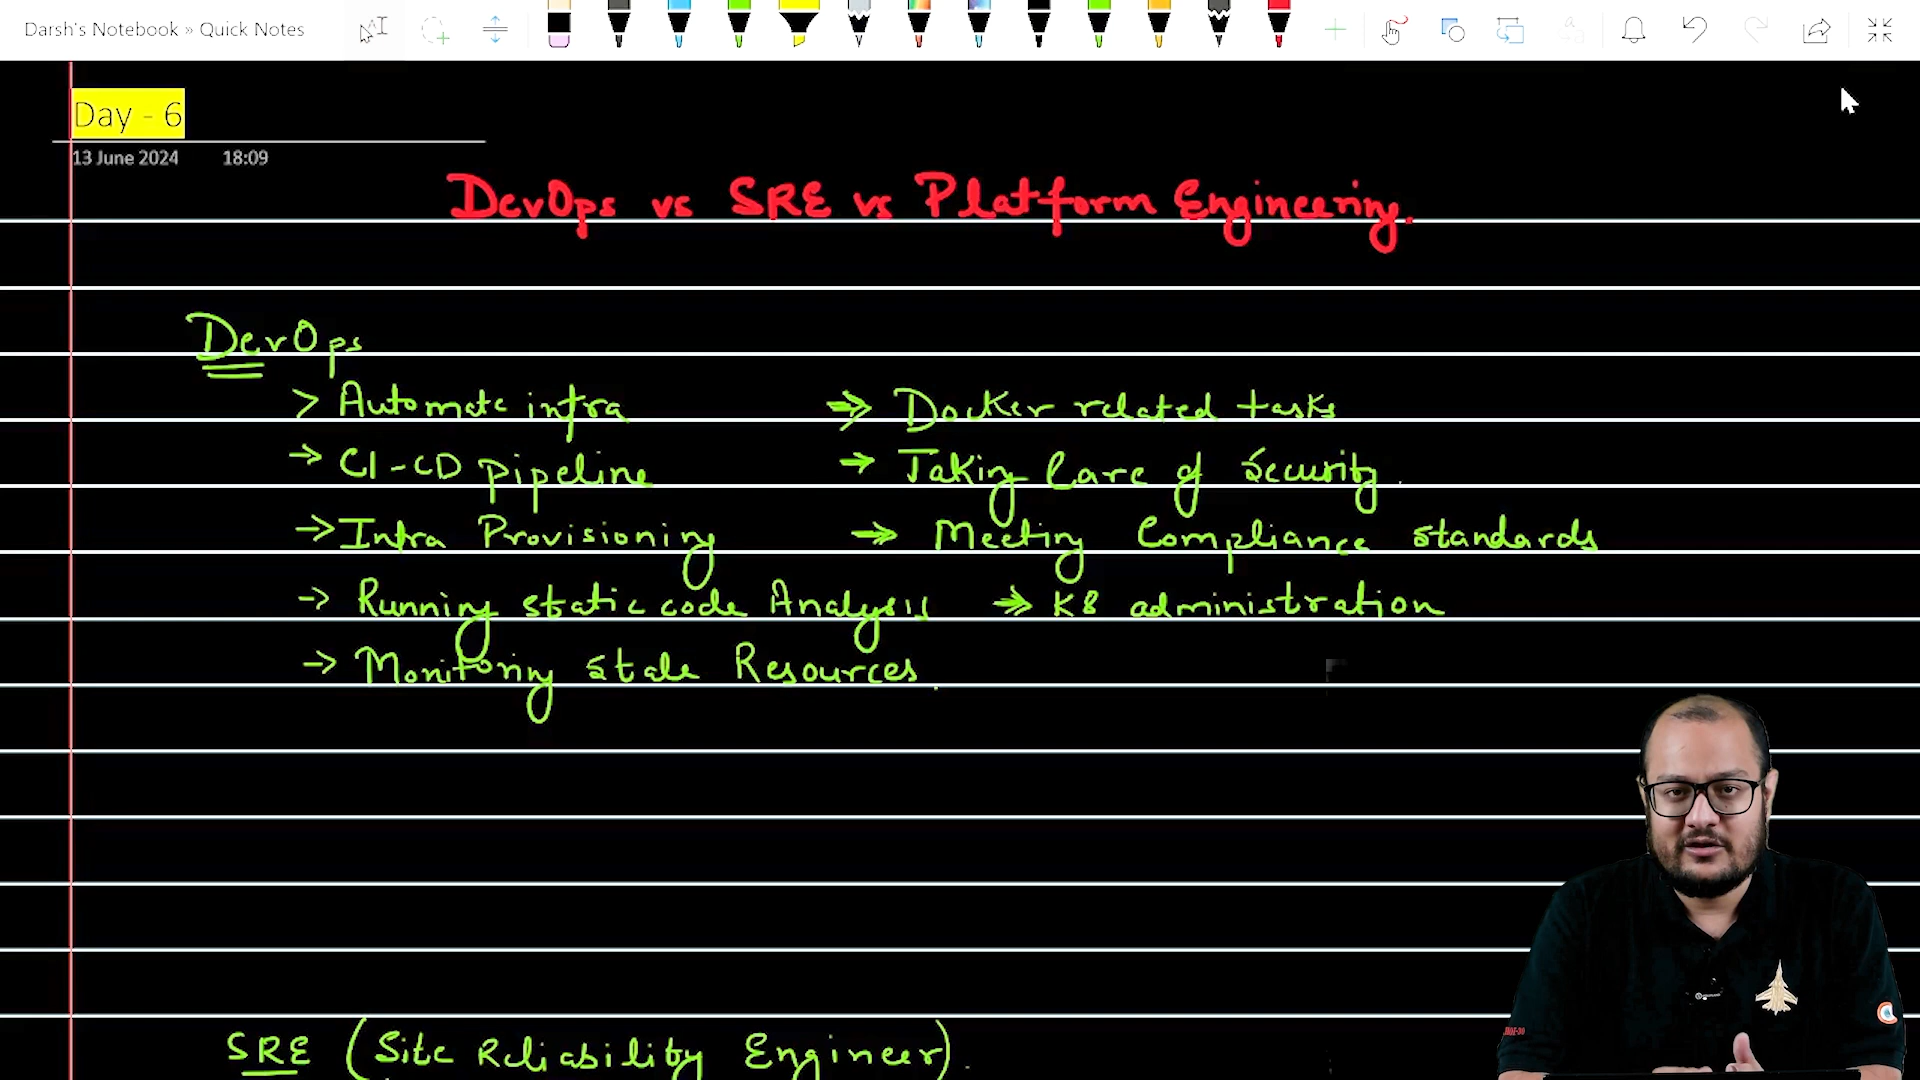 Darsh's Notebook » Quick Notes
Day - 6
13 June 2024 18:09
DevOps vs SRE vs Platform Engineering.
DevOps
> Automate infra
→ CI-CD pipeline
→ Infra Provisioning
→ Running static code Analysis
→ Monitoring stale Resources.
⇒ Docker related tasks
→ Taking Care of Security.
⇒ Meeting Compliance standards
⇒ K8 administration
SRE (Site Reliability Engineer).